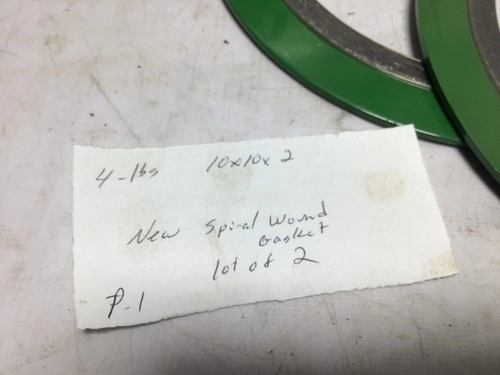 4-lbs 10x10x2
New Spiral Wound
Gasket
lot of 2
P-1